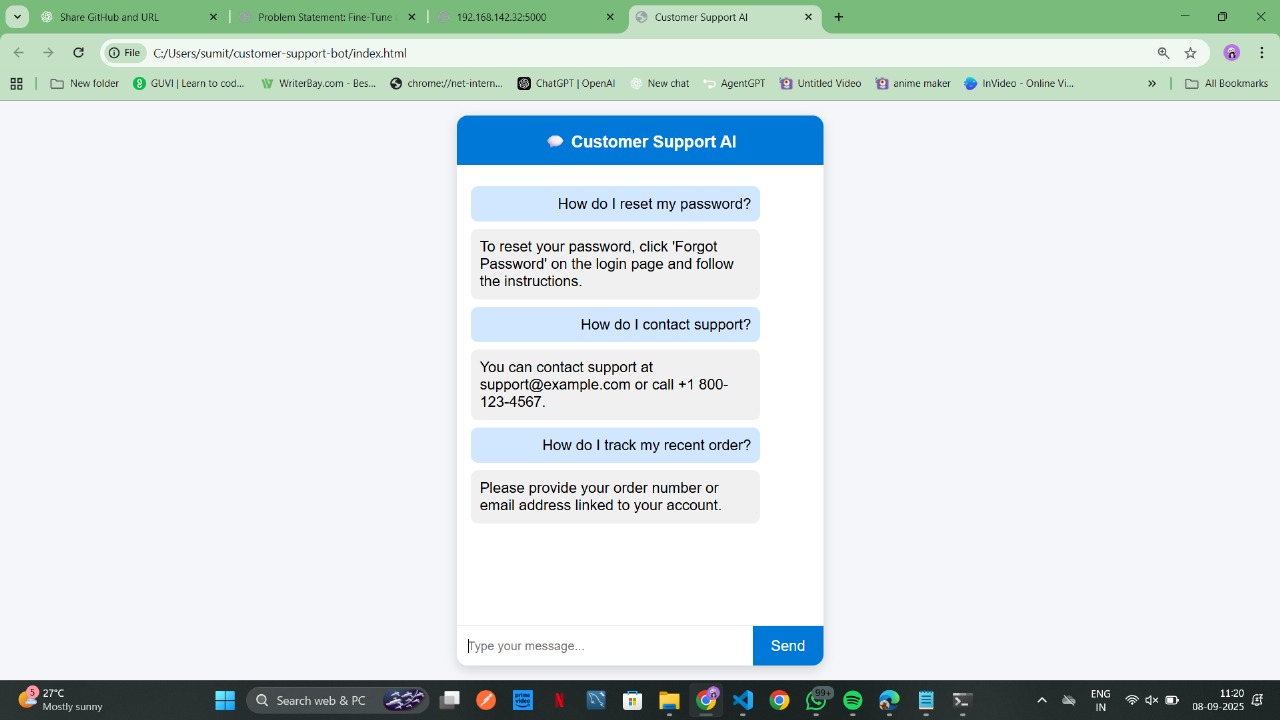 Share GitHub and URL
Problem Statement: Fine-Tune
192.168.142.32:5000
Customer Support AI
File
C:/Users/sumit/customer-support-bot/index.html
New folder
GUVI | Learn to cod...
WriterBay.com - Bes...
chrome://net-intern...
ChatGPT | OpenAI
New chat
AgentGPT
Untitled Video
anime maker
InVideo - Online Vi...
»
All Bookmarks
Customer Support AI
How do I reset my password?
To reset your password, click 'Forgot
Password' on the login page and follow
the instructions.
How do I contact support?
You can contact support at
support@example.com or call +1 800-
123-4567.
How do I track my recent order?
Please provide your order number or
email address linked to your account.
Type your message...
Send
5
27°C
Mostly sunny
Search web & PC
prime video
N
99+
ENG
IN
11:20
08-09-2025